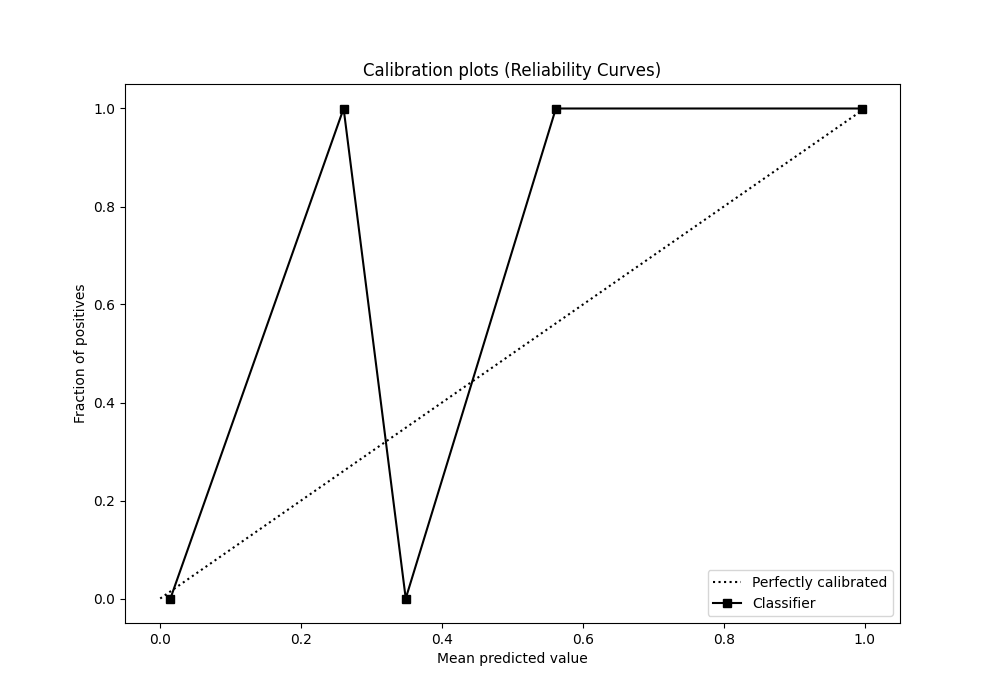 Calibration plots (Reliability Curves)
1.0
0.8
0.6
0.4
0.2
0.0
Fraction of positives
Perfectly calibrated
Classifier
0.0 0.2 0.4 0.6 0.8 1.0
Mean predicted value